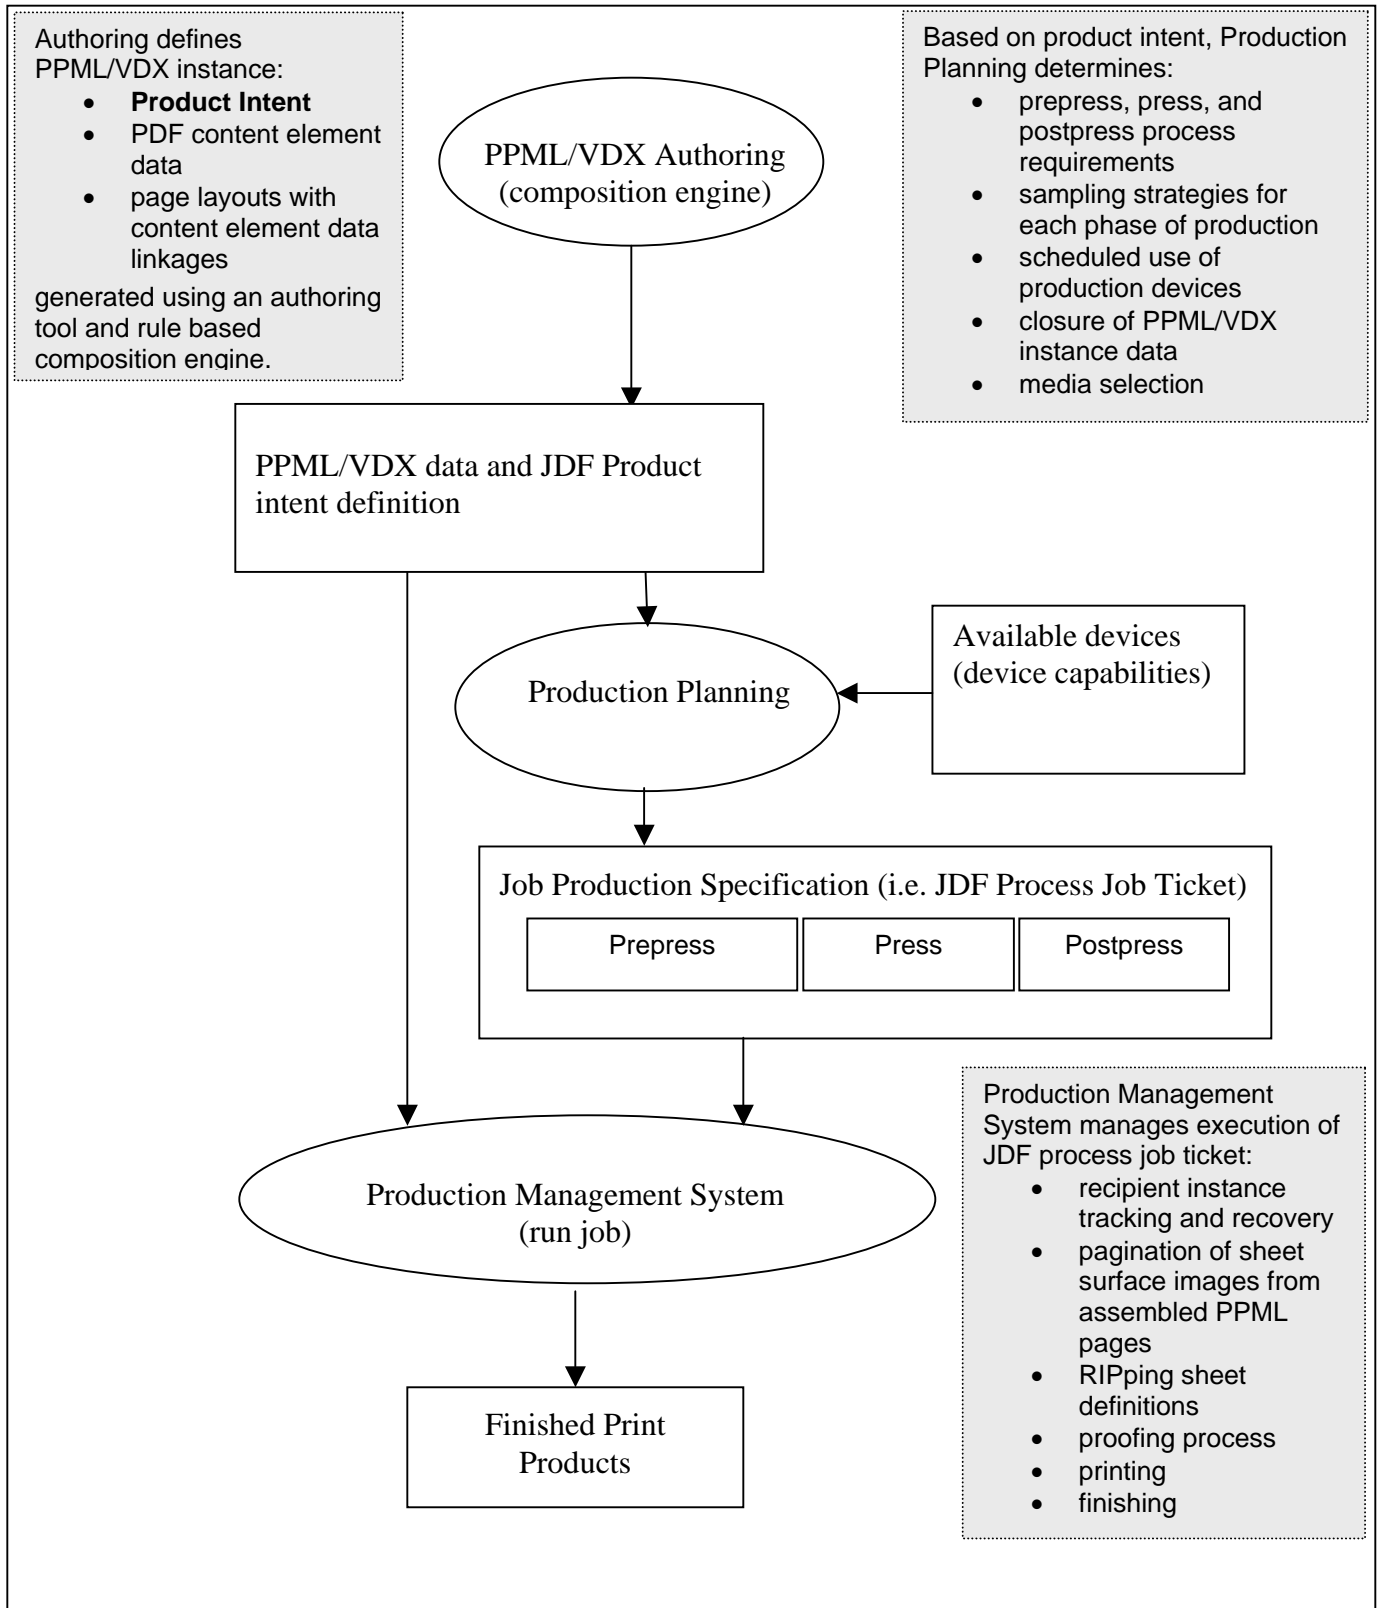 Authoring defines
PPML/VDX instance:
• Product Intent
• PDF content element
data
• page layouts with
content element data
linkages
generated using an authoring
tool and rule based
composition engine.
Based on product intent, Production
Planning determines:
• prepress, press, and
postpress process
requirements
• sampling strategies for
each phase of production
• scheduled use of
production devices
• closure of PPML/VDX
instance data
• media selection
PPML/VDX Authoring
(composition engine)
PPML/VDX data and JDF Product
intent definition
Production Planning
Available devices
(device capabilities)
Job Production Specification (i.e. JDF Process Job Ticket)
Prepress
Press
Postpress
Production Management System
(run job)
Production Management
System manages execution of
JDF process job ticket:
• recipient instance
tracking and recovery
• pagination of sheet
surface images from
assembled PPML
pages
• RIPping sheet
definitions
• proofing process
• printing
• finishing
Finished Print
Products